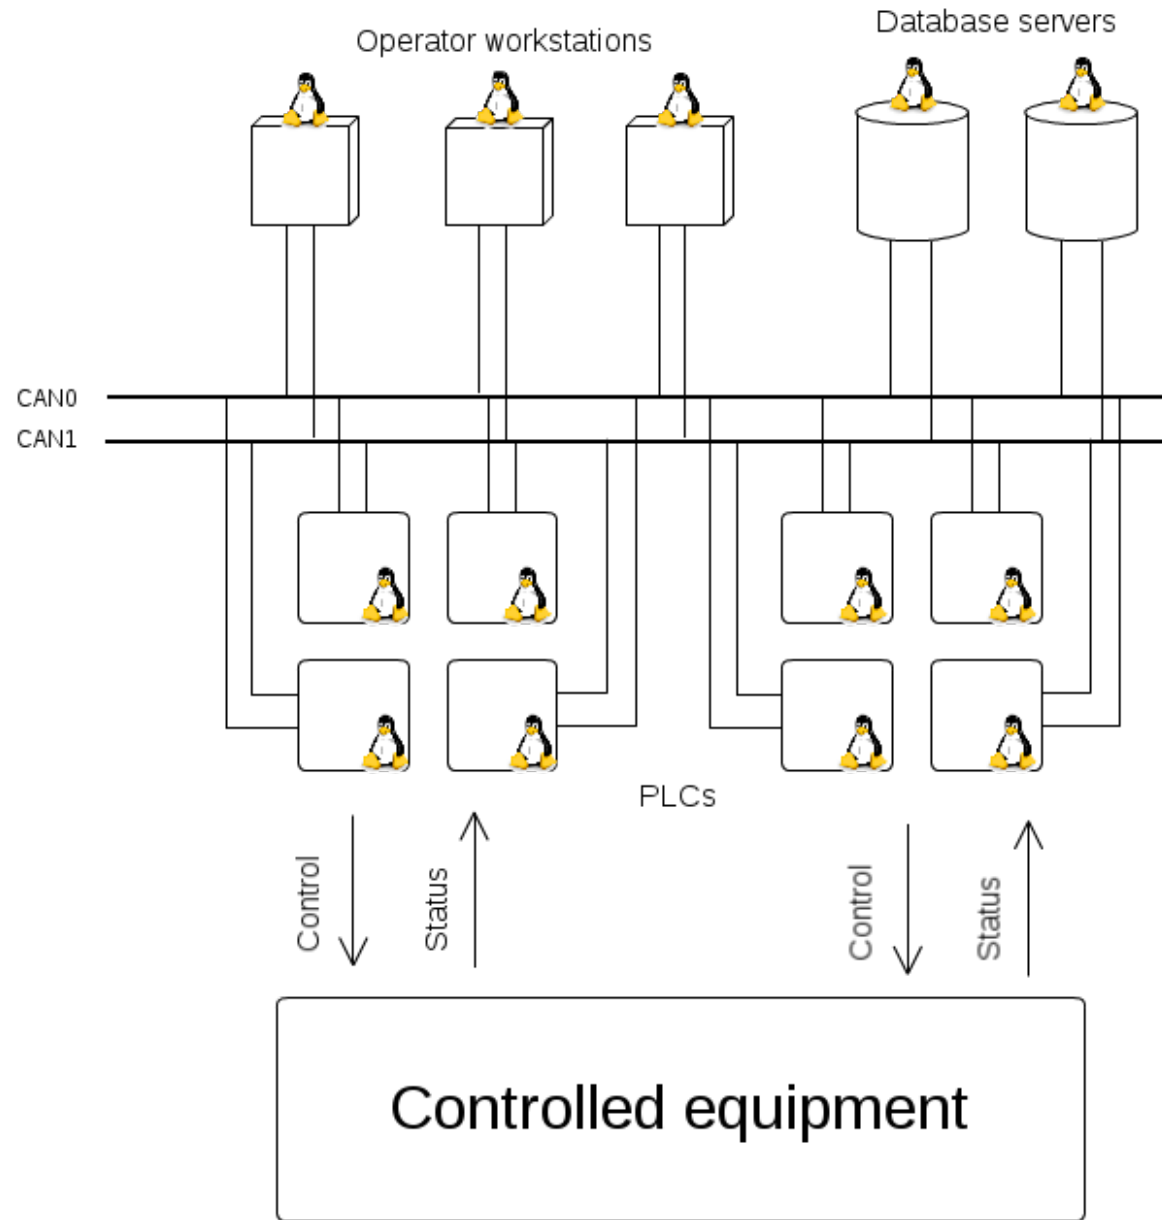 Operator workstations
Database servers
CAN0
CAN1
PLCs
Control
Status
Control
Status
Controlled equipment